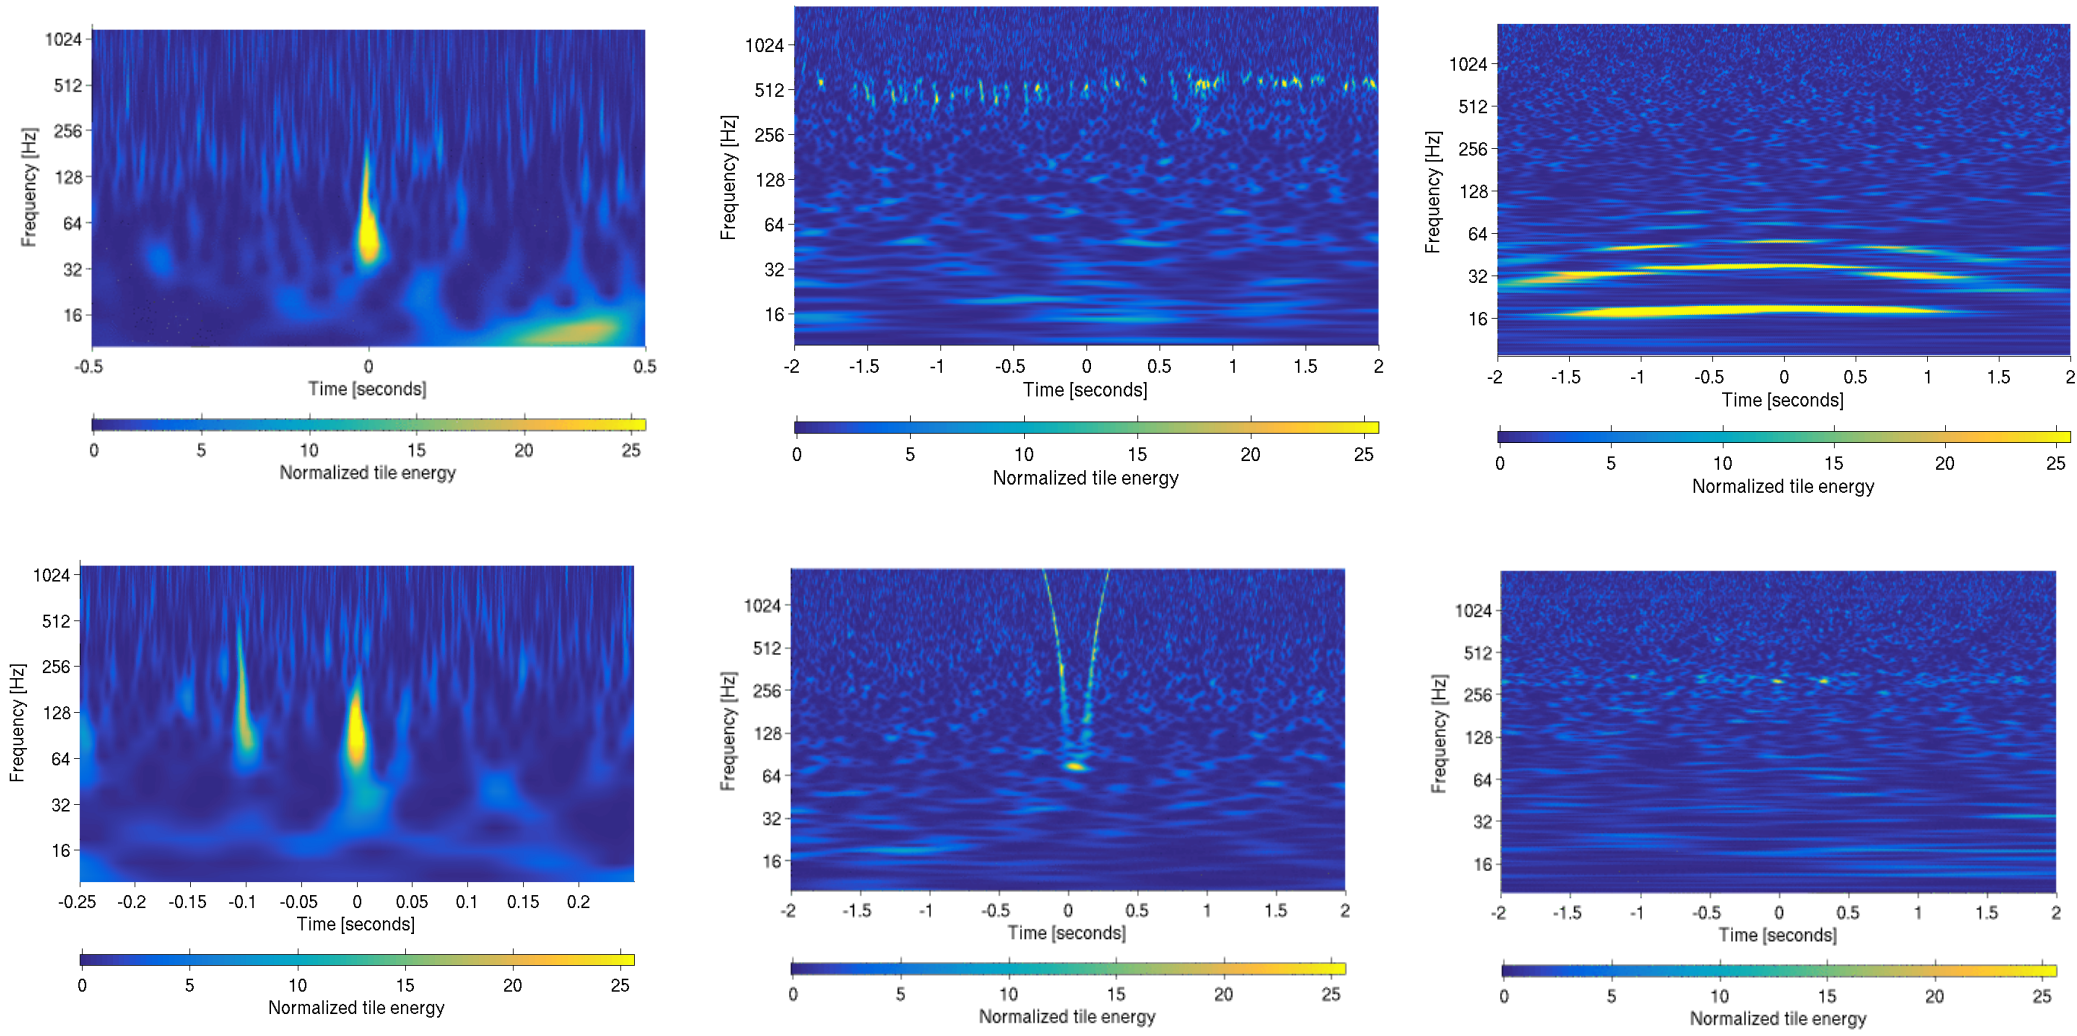 1024
512
256
128
64
32
16
Frequency [Hz]
-0.5 0 0.5
Time [seconds]
0 5 10 15 20 25
Normalized tile energy
1024
512
256
128
64
32
16
Frequency [Hz]
-2 -1.5 -1 -0.5 0 0.5 1 1.5 2
Time [seconds]
0 5 10 15 20 25
Normalized tile energy
1024
512
256
128
64
32
16
Frequency [Hz]
-2 -1.5 -1 -0.5 0 0.5 1 1.5 2
Time [seconds]
0 5 10 15 20 25
Normalized tile energy
1024
512
256
128
64
32
16
Frequency [Hz]
-0.25 -0.2 -0.15 -0.1 -0.05 0 0.05 0.1 0.15 0.2
Time [seconds]
0 5 10 15 20 25
Normalized tile energy
1024
512
256
128
64
32
16
Frequency [Hz]
-2 -1.5 -1 -0.5 0 0.5 1 1.5 2
Time [seconds]
0 5 10 15 20 25
Normalized tile energy
1024
512
256
128
64
32
16
Frequency [Hz]
-2 -1.5 -1 -0.5 0 0.5 1 1.5 2
Time [seconds]
0 5 10 15 20 25
Normalized tile energy